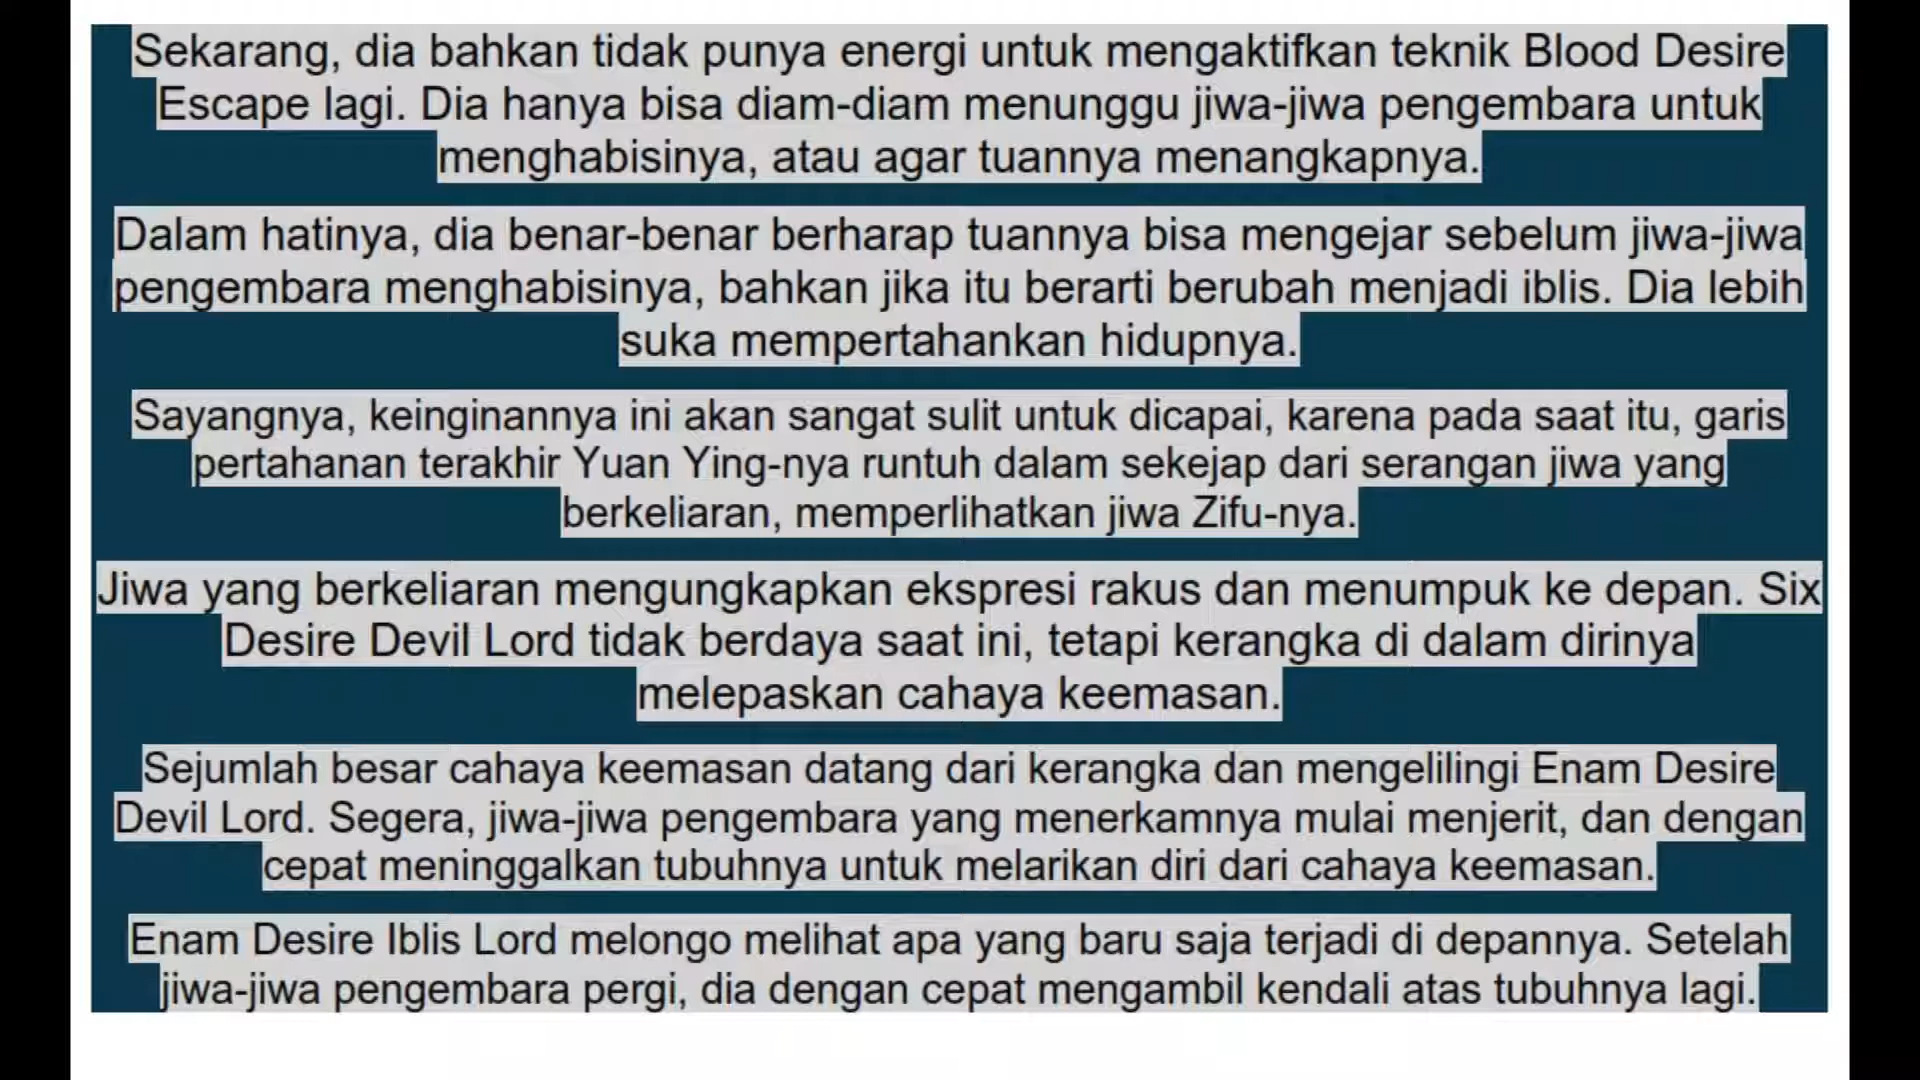 Sekarang, dia bahkan tidak punya energi untuk mengaktifkan teknik Blood Desire
Escape lagi. Dia hanya bisa diam-diam menunggu jiwa-jiwa pengembara untuk
menghabisinya, atau agar tuannya menangkapnya.
Dalam hatinya, dia benar-benar berharap tuannya bisa mengejar sebelum jiwa-jiwa
pengembara menghabisinya, bahkan jika itu berarti berubah menjadi iblis. Dia lebih
suka mempertahankan hidupnya.
Sayangnya, keinginannya ini akan sangat sulit untuk dicapai, karena pada saat itu, garis
pertahanan terakhir Yuan Ying-nya runtuh dalam sekejap dari serangan jiwa yang
berkeliaran, memperlihatkan jiwa Zifu-nya.
Jiwa yang berkeliaran mengungkapkan ekspresi rakus dan menumpuk ke depan. Six
Desire Devil Lord tidak berdaya saat ini, tetapi kerangka di dalam dirinya
melepaskan cahaya keemasan.
Sejumlah besar cahaya keemasan datang dari kerangka dan mengelilingi Enam Desire
Devil Lord. Segera, jiwa-jiwa pengembara yang menerkamnya mulai menjerit, dan dengan
cepat meninggalkan tubuhnya untuk melarikan diri dari cahaya keemasan.
Enam Desire Iblis Lord melongo melihat apa yang baru saja terjadi di depannya. Setelah
jiwa-jiwa pengembara pergi, dia dengan cepat mengambil kendali atas tubuhnya lagi.